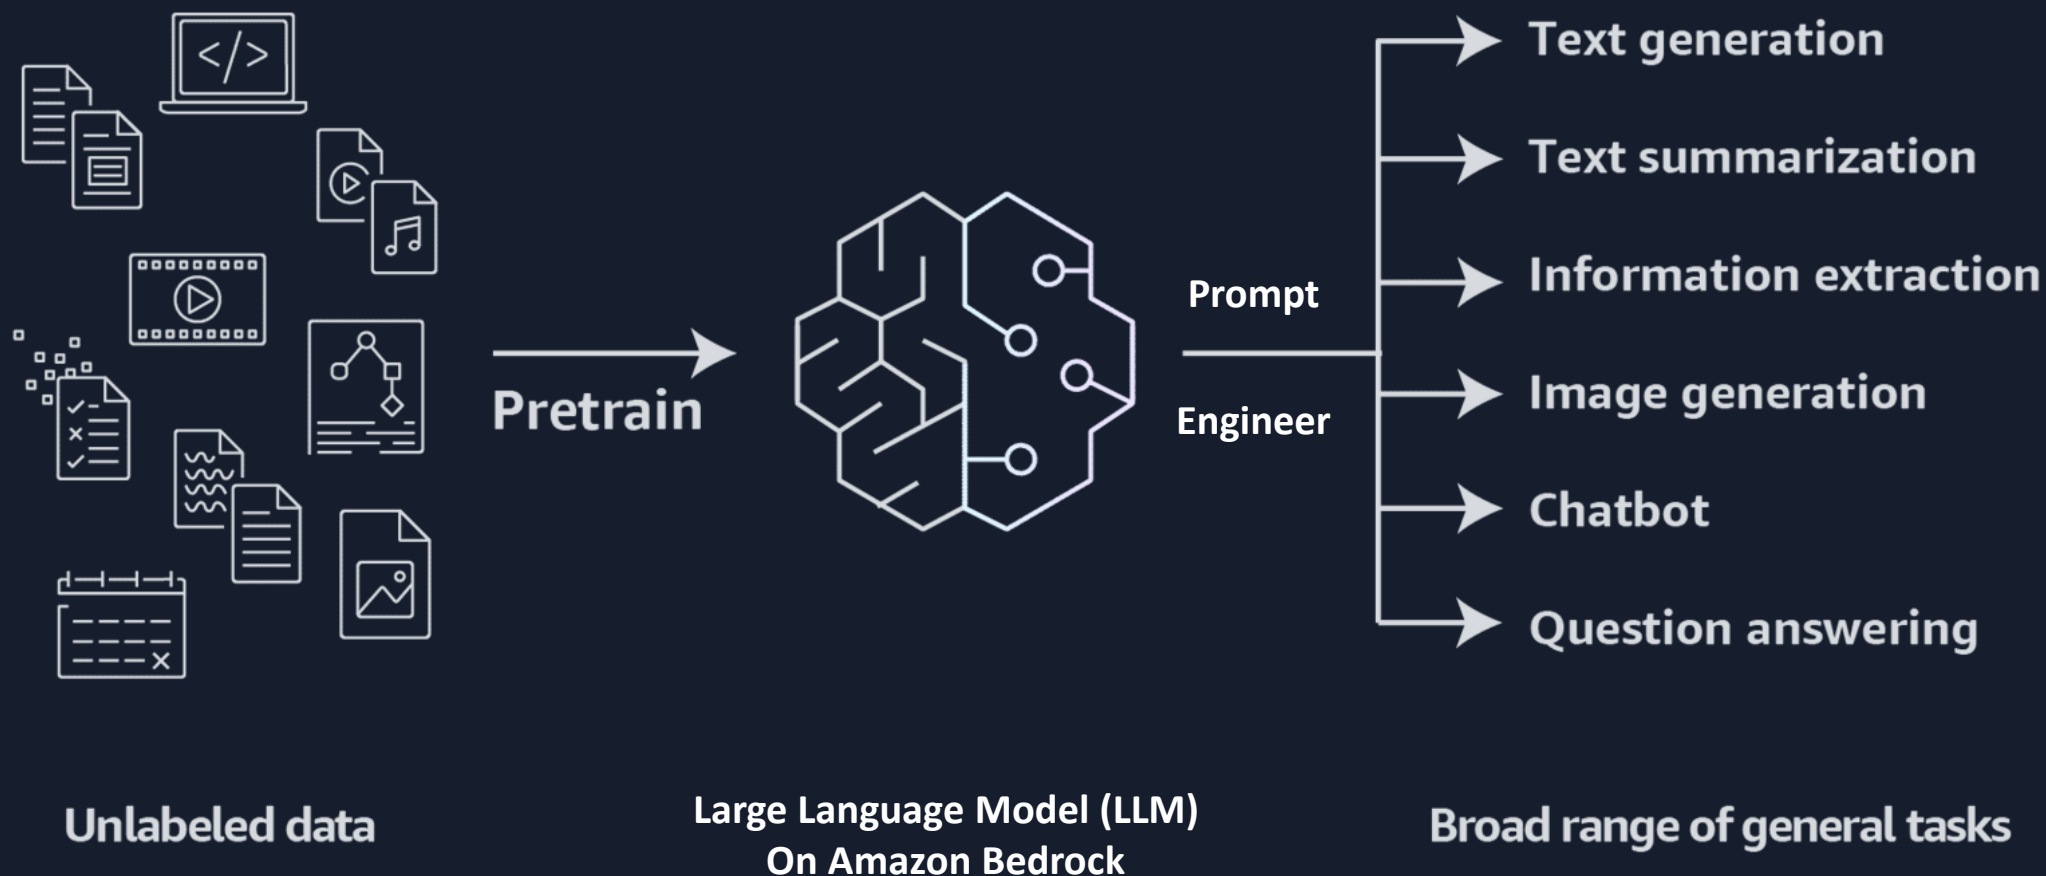 </>
Pretrain
Prompt
Engineer
Text generation
Text summarization
Information extraction
Image generation
Chatbot
Question answering
Unlabeled data
Large Language Model (LLM)
On Amazon Bedrock
Broad range of general tasks